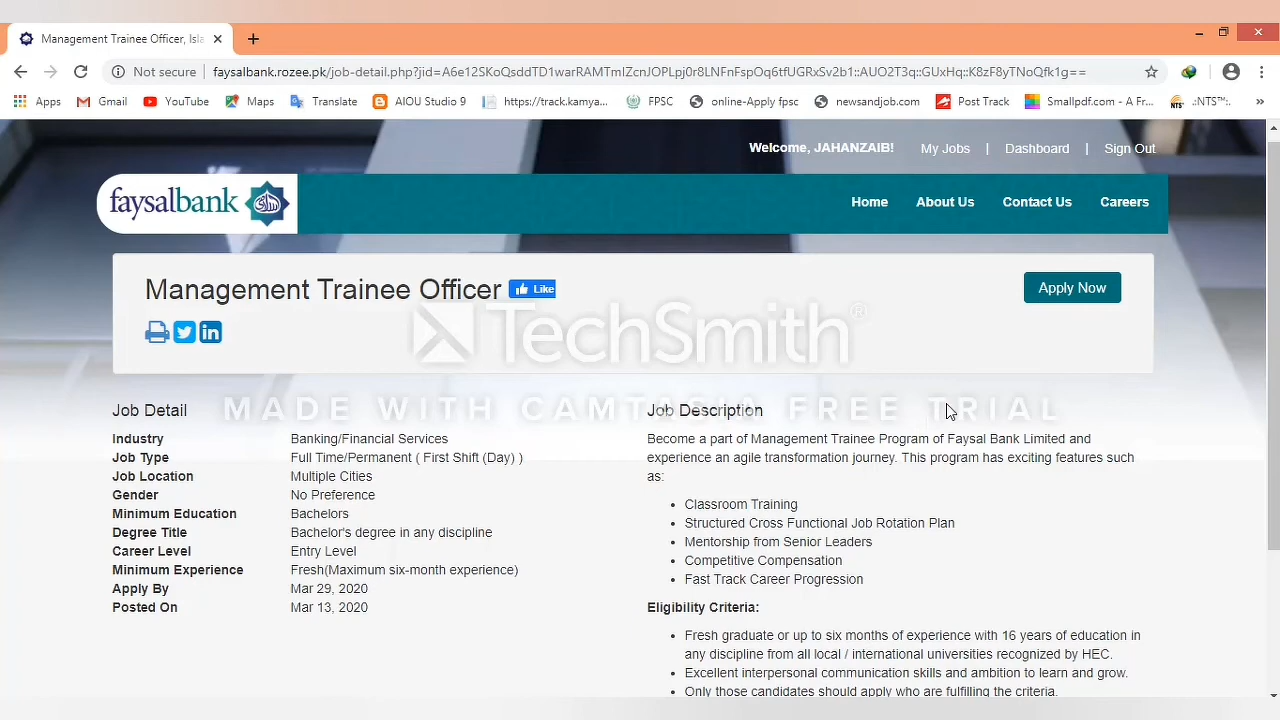 Management Trainee Officer, Isla
Not secure
faysalbank.rozee.pk/job-detail.php?jid=
Apps
Gmail
YouTube
Maps
Translate
AIOU Studio 9
https://track.kamya...
FPSC
online-Apply fpsc
newsandjob.com
Post Track
Smallpdf.com - A Fr...
.:NTS™:.
»
Welcome, JAHANZAIB! My Jobs | Dashboard | Sign Out
faysalbank
Home About Us Contact Us Careers
Management Trainee Officer
Like
Apply Now
TechSmith®
MADE WITH CAMTASIA FREE TRIAL
Job Detail
Industry Banking/Financial Services
Job Type Full Time/Permanent ( First Shift (Day) )
Job Location Multiple Cities
Gender No Preference
Minimum Education Bachelors
Degree Title Bachelor's degree in any discipline
Career Level Entry Level
Minimum Experience Fresh(Maximum six-month experience)
Apply By Mar 29, 2020
Posted On Mar 13, 2020
Job Description
Become a part of Management Trainee Program of Faysal Bank Limited and
experience an agile transformation journey. This program has exciting features such
as:
• Classroom Training
• Structured Cross Functional Job Rotation Plan
• Mentorship from Senior Leaders
• Competitive Compensation
• Fast Track Career Progression
Eligibility Criteria:
• Fresh graduate or up to six months of experience with 16 years of education in
any discipline from all local / international universities recognized by HEC.
• Excellent interpersonal communication skills and ambition to learn and grow.
• Only those candidates should apply who are fulfilling the criteria.